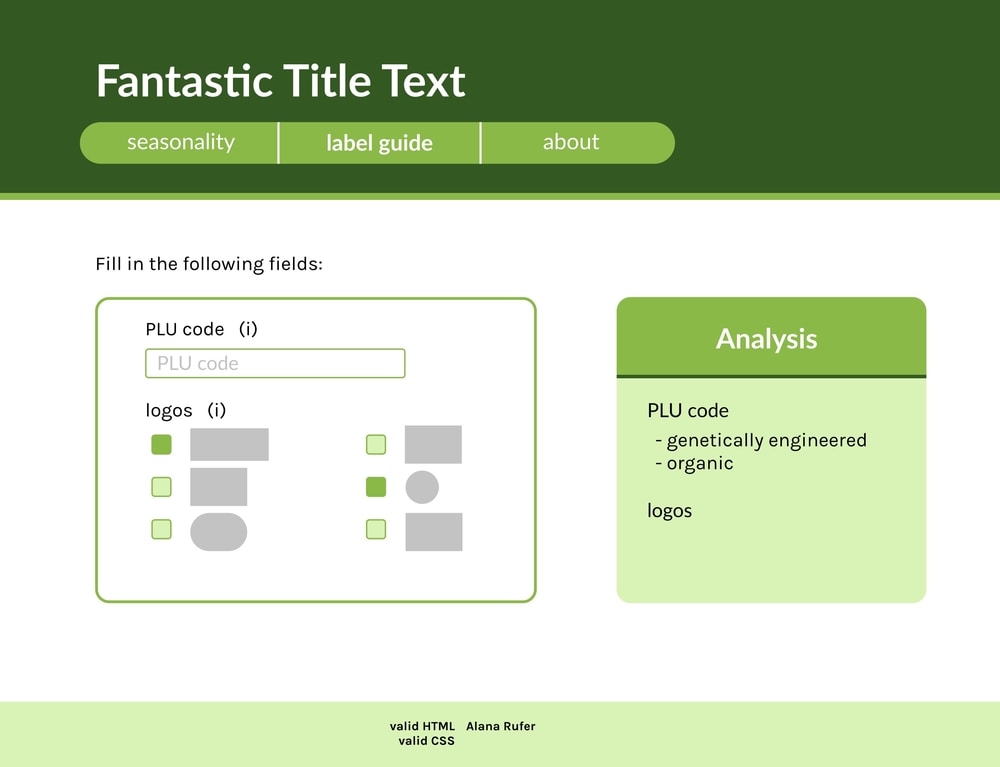 Fantastic Title Text
seasonality label guide about
Fill in the following fields:
PLU code (i)
PLU code
logos (i)
Analysis
PLU code
- genetically engineered
- organic
logos
valid HTML Alana Rufer
valid CSS